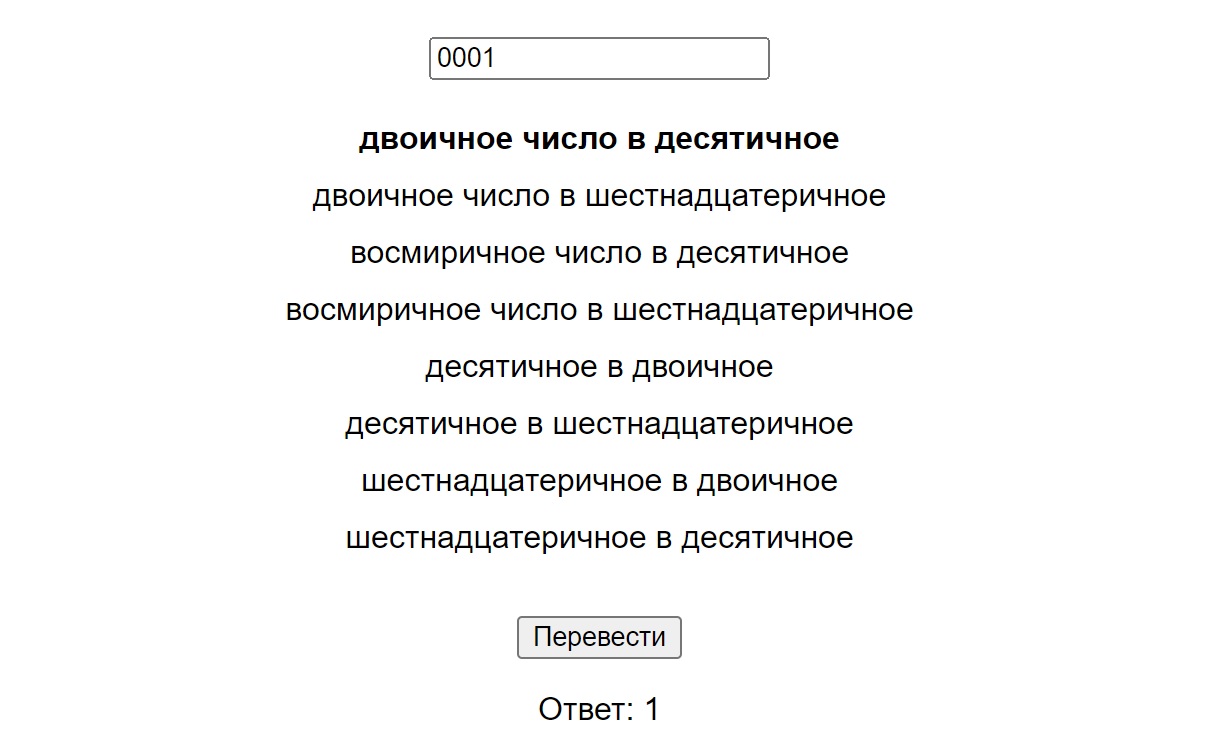 0001
двоичное число в десятичное
двоичное число в шестнадцатеричное
восмиричное число в десятичное
восмиричное число в шестнадцатеричное
десятичное в двоичное
десятичное в шестнадцатеричное
шестнадцатеричное в двоичное
шестнадцатеричное в десятичное
Перевести
Ответ: 1